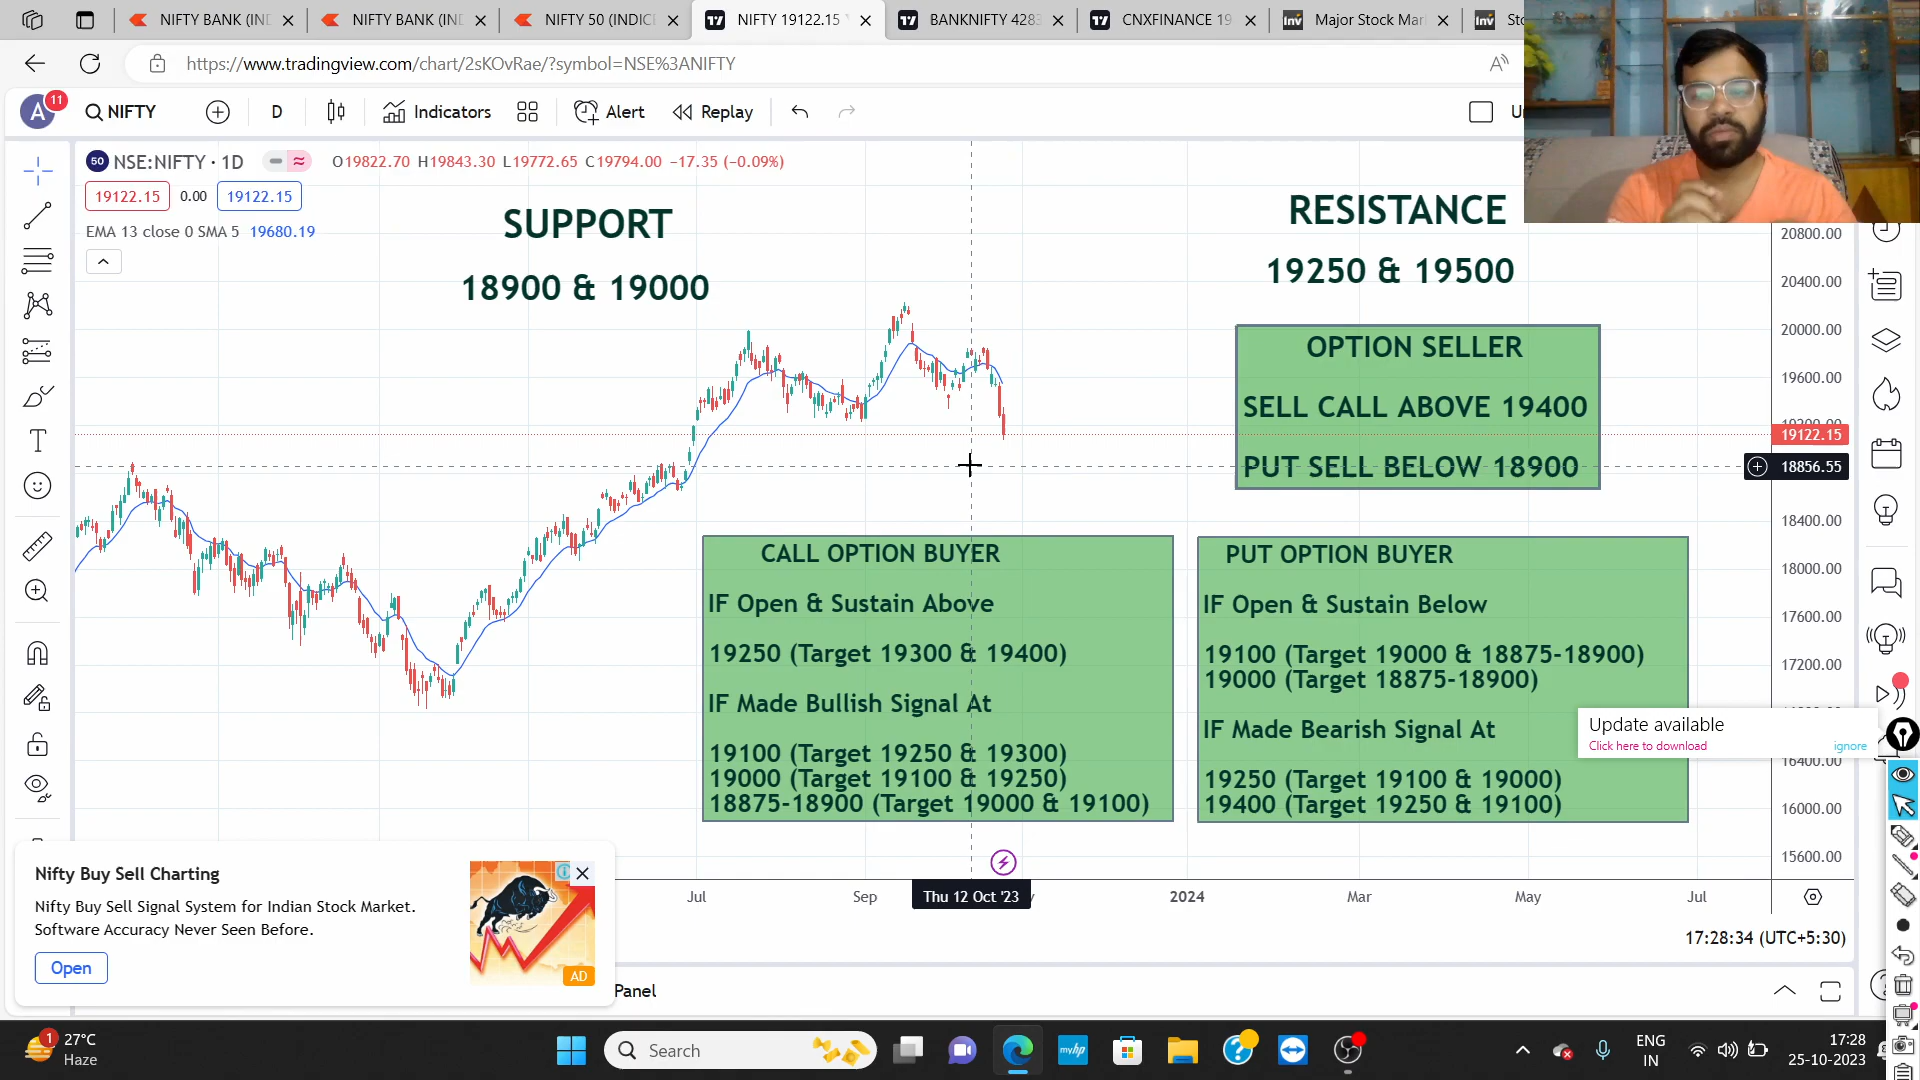 NIFTY BANK (IND
NIFTY BANK (IND
NIFTY 50 (INDICE
NIFTY 19122.15
BANKNIFTY 428
CNXFINANCE 19
Major Stock Mar
https://www.tradingview.com/chart/2sKOvRae/?symbol=NSE%3ANIFTY
A
11
NIFTY
D
Indicators
Alert
Replay
50
NSE:NIFTY · 1D
O19822.70 H19843.30 L19772.65 C19794.00 −17.35 (−0.09%)
19122.15
0.00
19122.15
EMA 13 close 0 SMA 5 19680.19
SUPPORT
18900 & 19000
RESISTANCE
19250 & 19500
OPTION SELLER
SELL CALL ABOVE 19400
PUT SELL BELOW 18900
CALL OPTION BUYER
IF Open & Sustain Above
19250 (Target 19300 & 19400)
IF Made Bullish Signal At
19100 (Target 19250 & 19300)
19000 (Target 19100 & 19250)
18875-18900 (Target 19000 & 19100)
PUT OPTION BUYER
IF Open & Sustain Below
19100 (Target 19000 & 18875-18900)
19000 (Target 18875-18900)
IF Made Bearish Signal At
19250 (Target 19100 & 19000)
19400 (Target 19250 & 19100)
20800.00
20400.00
20000.00
19600.00
19122.15
18856.55
18400.00
18000.00
17600.00
17200.00
16400.00
16000.00
15600.00
Update available
Click here to download
ignore
Jul
Sep
Thu 12 Oct '23
2024
Mar
May
Jul
17:28:34 (UTC+5:30)
Nifty Buy Sell Charting
Nifty Buy Sell Signal System for Indian Stock Market.
Software Accuracy Never Seen Before.
Open
AD
Panel
1
27°C
Haze
Search
myhp
ENG
IN
17:28
25-10-2023